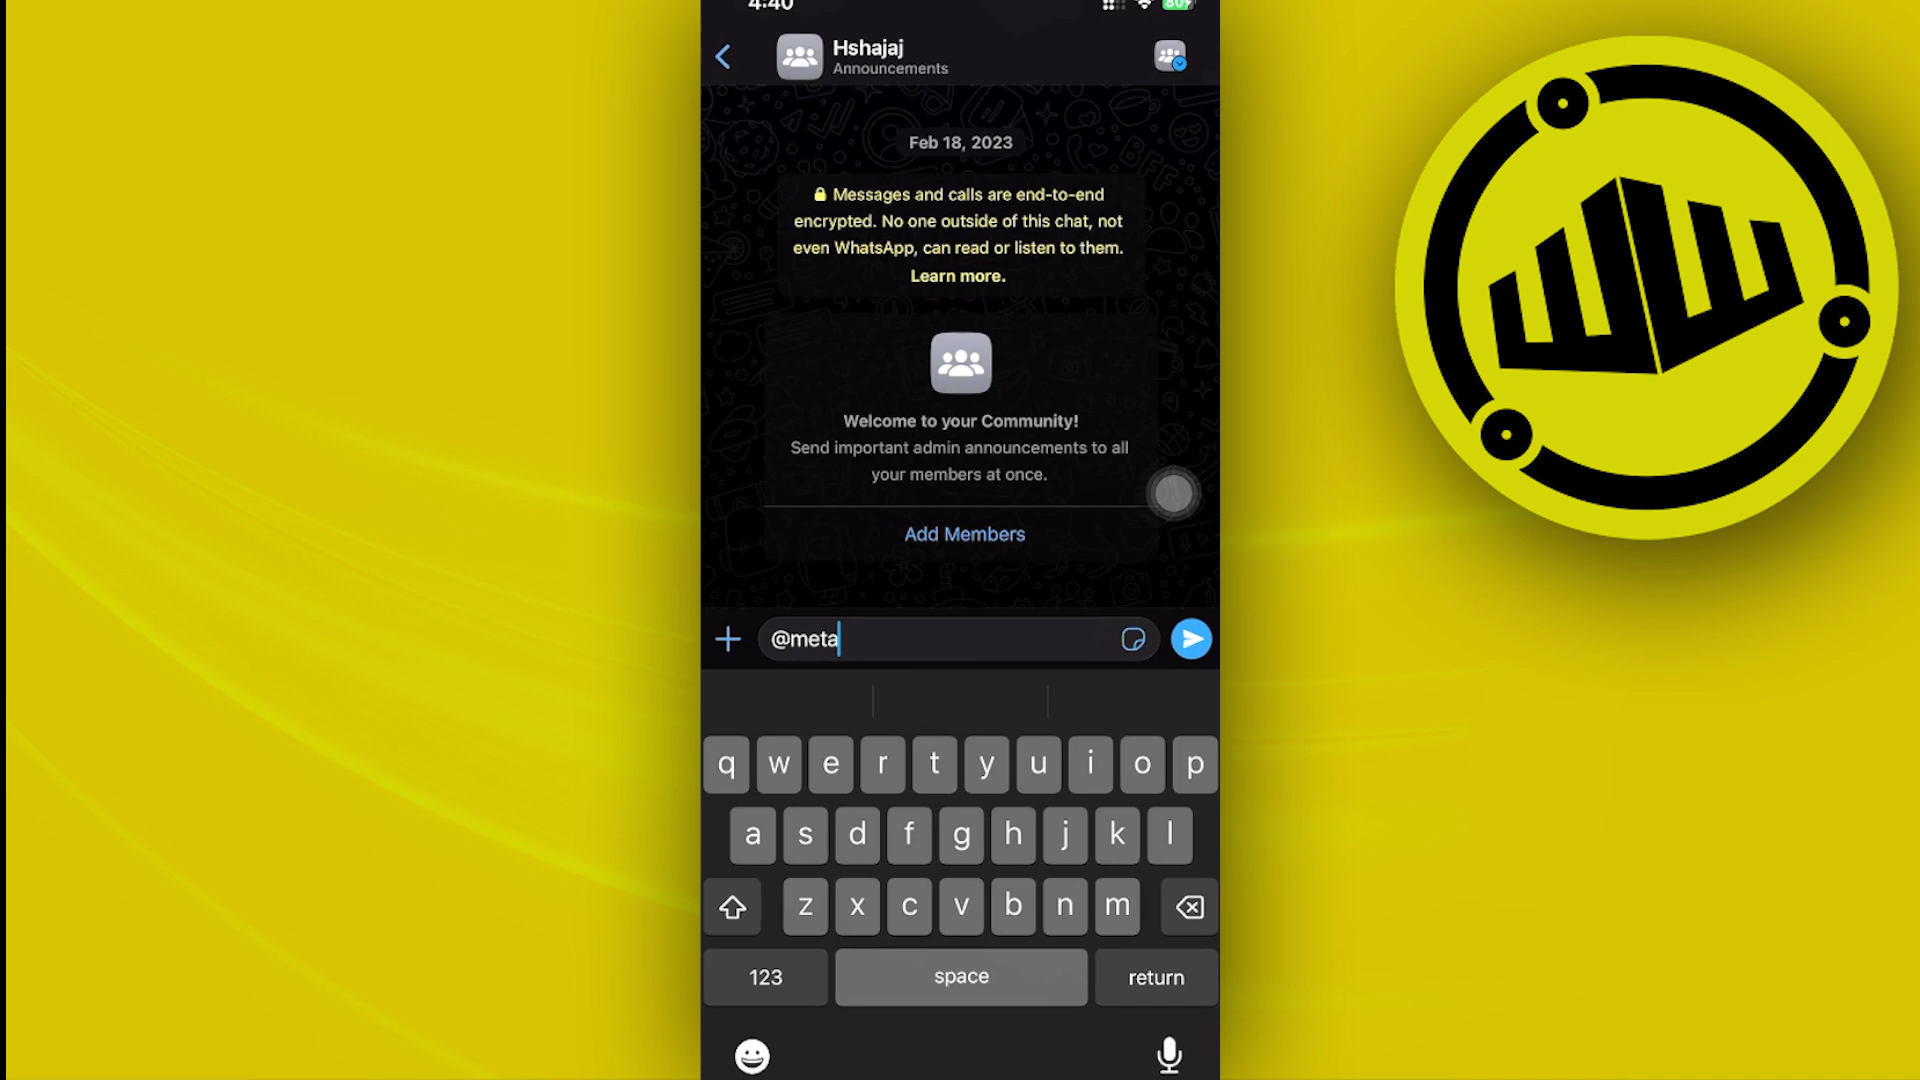 4:40
80
Hshajaj
Announcements
Feb 18, 2023
Messages and calls are end-to-end
encrypted. No one outside of this chat, not
even WhatsApp, can read or listen to them.
Learn more.
Welcome to your Community!
Send important admin announcements to all
your members at once.
Add Members
@meta
q w e r t y u i o p
a s d f g h j k l
z x c v b n m
123 space return